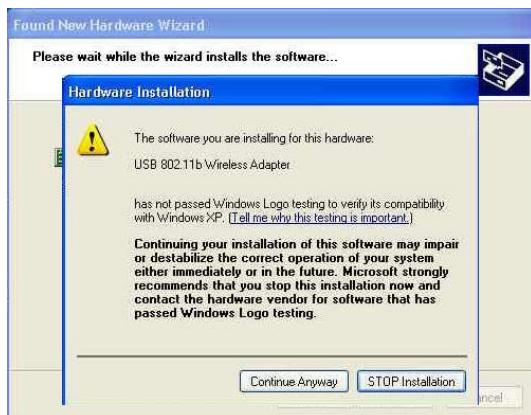 Found New Hardware Wizard
Please wait while the wizard installs the software...
Hardware Installation
The software you are installing for this hardware:
USB 802.11b Wireless Adapter
has not passed Windows Logo testing to verify its compatibility
with Windows XP. (Tell me why this testing is important.)
Continuing your installation of this software may impair
or destabilize the correct operation of your system
either immediately or in the future. Microsoft strongly
recommends that you stop this installation now and
contact the hardware vendor for software that has
passed Windows Logo testing.
Continue Anyway STOP Installation
ncel